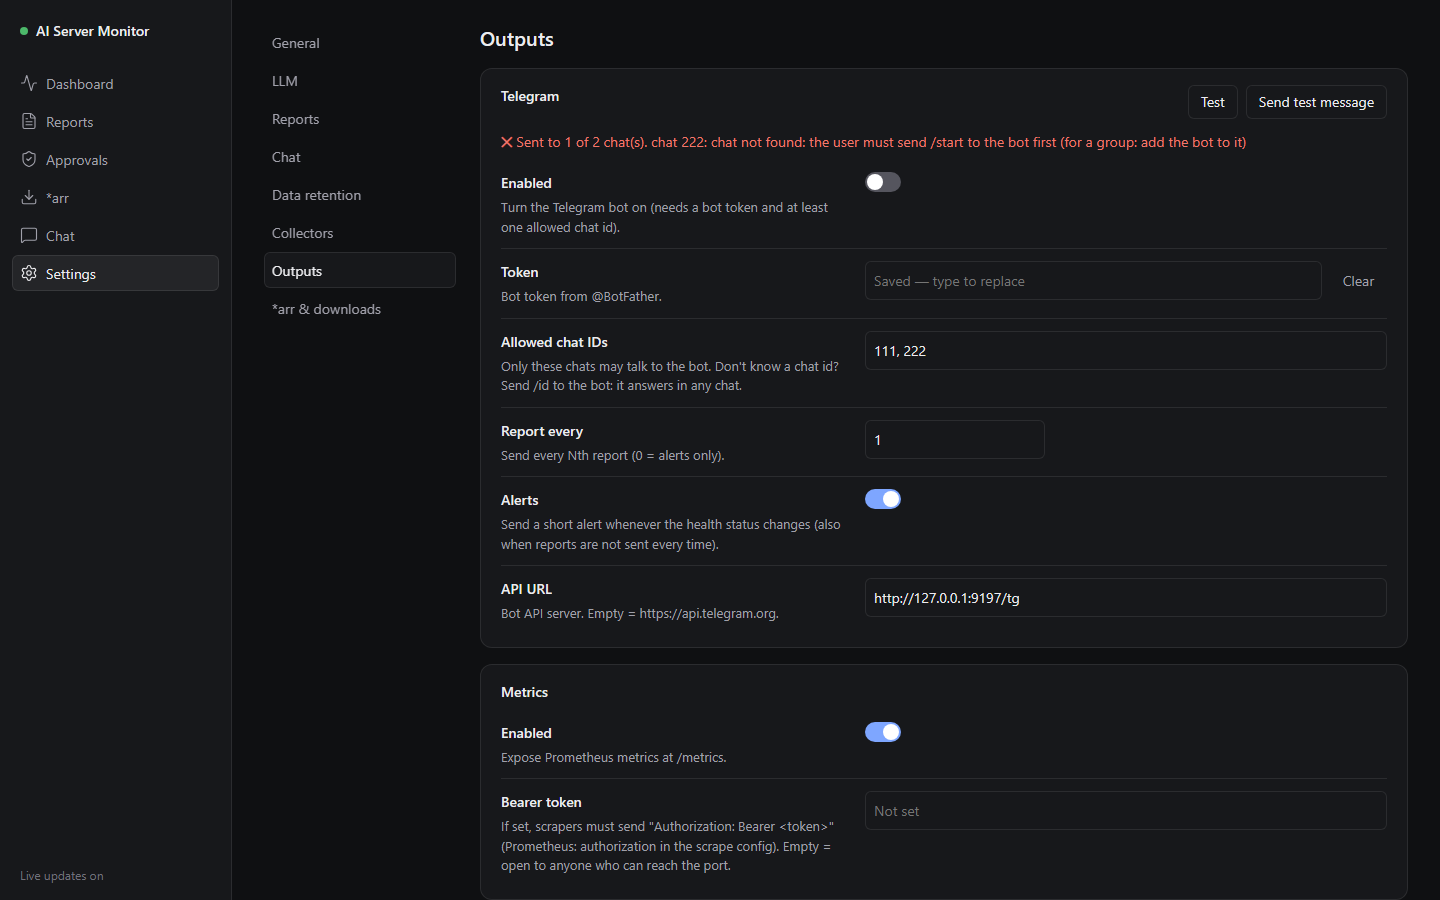 AI Server Monitor
Dashboard
Reports
Approvals
*arr
Chat
Settings
Live updates on
General
LLM
Reports
Chat
Data retention
Collectors
Outputs
*arr & downloads
Outputs
Telegram
Test
Send test message
❌ Sent to 1 of 2 chat(s). chat 222: chat not found: the user must send /start to the bot first (for a group: add the bot to it)
Enabled
Turn the Telegram bot on (needs a bot token and at least
one allowed chat id).
Token
Bot token from @BotFather.
Saved — type to replace
Clear
Allowed chat IDs
Only these chats may talk to the bot. Don't know a chat id?
Send /id to the bot: it answers in any chat.
111, 222
Report every
Send every Nth report (0 = alerts only).
1
Alerts
Send a short alert whenever the health status changes (also
when reports are not sent every time).
API URL
Bot API server. Empty = https://api.telegram.org.
http://127.0.0.1:9197/tg
Metrics
Enabled
Expose Prometheus metrics at /metrics.
Bearer token
If set, scrapers must send "Authorization: Bearer <token>"
(Prometheus: authorization in the scrape config). Empty =
open to anyone who can reach the port.
Not set